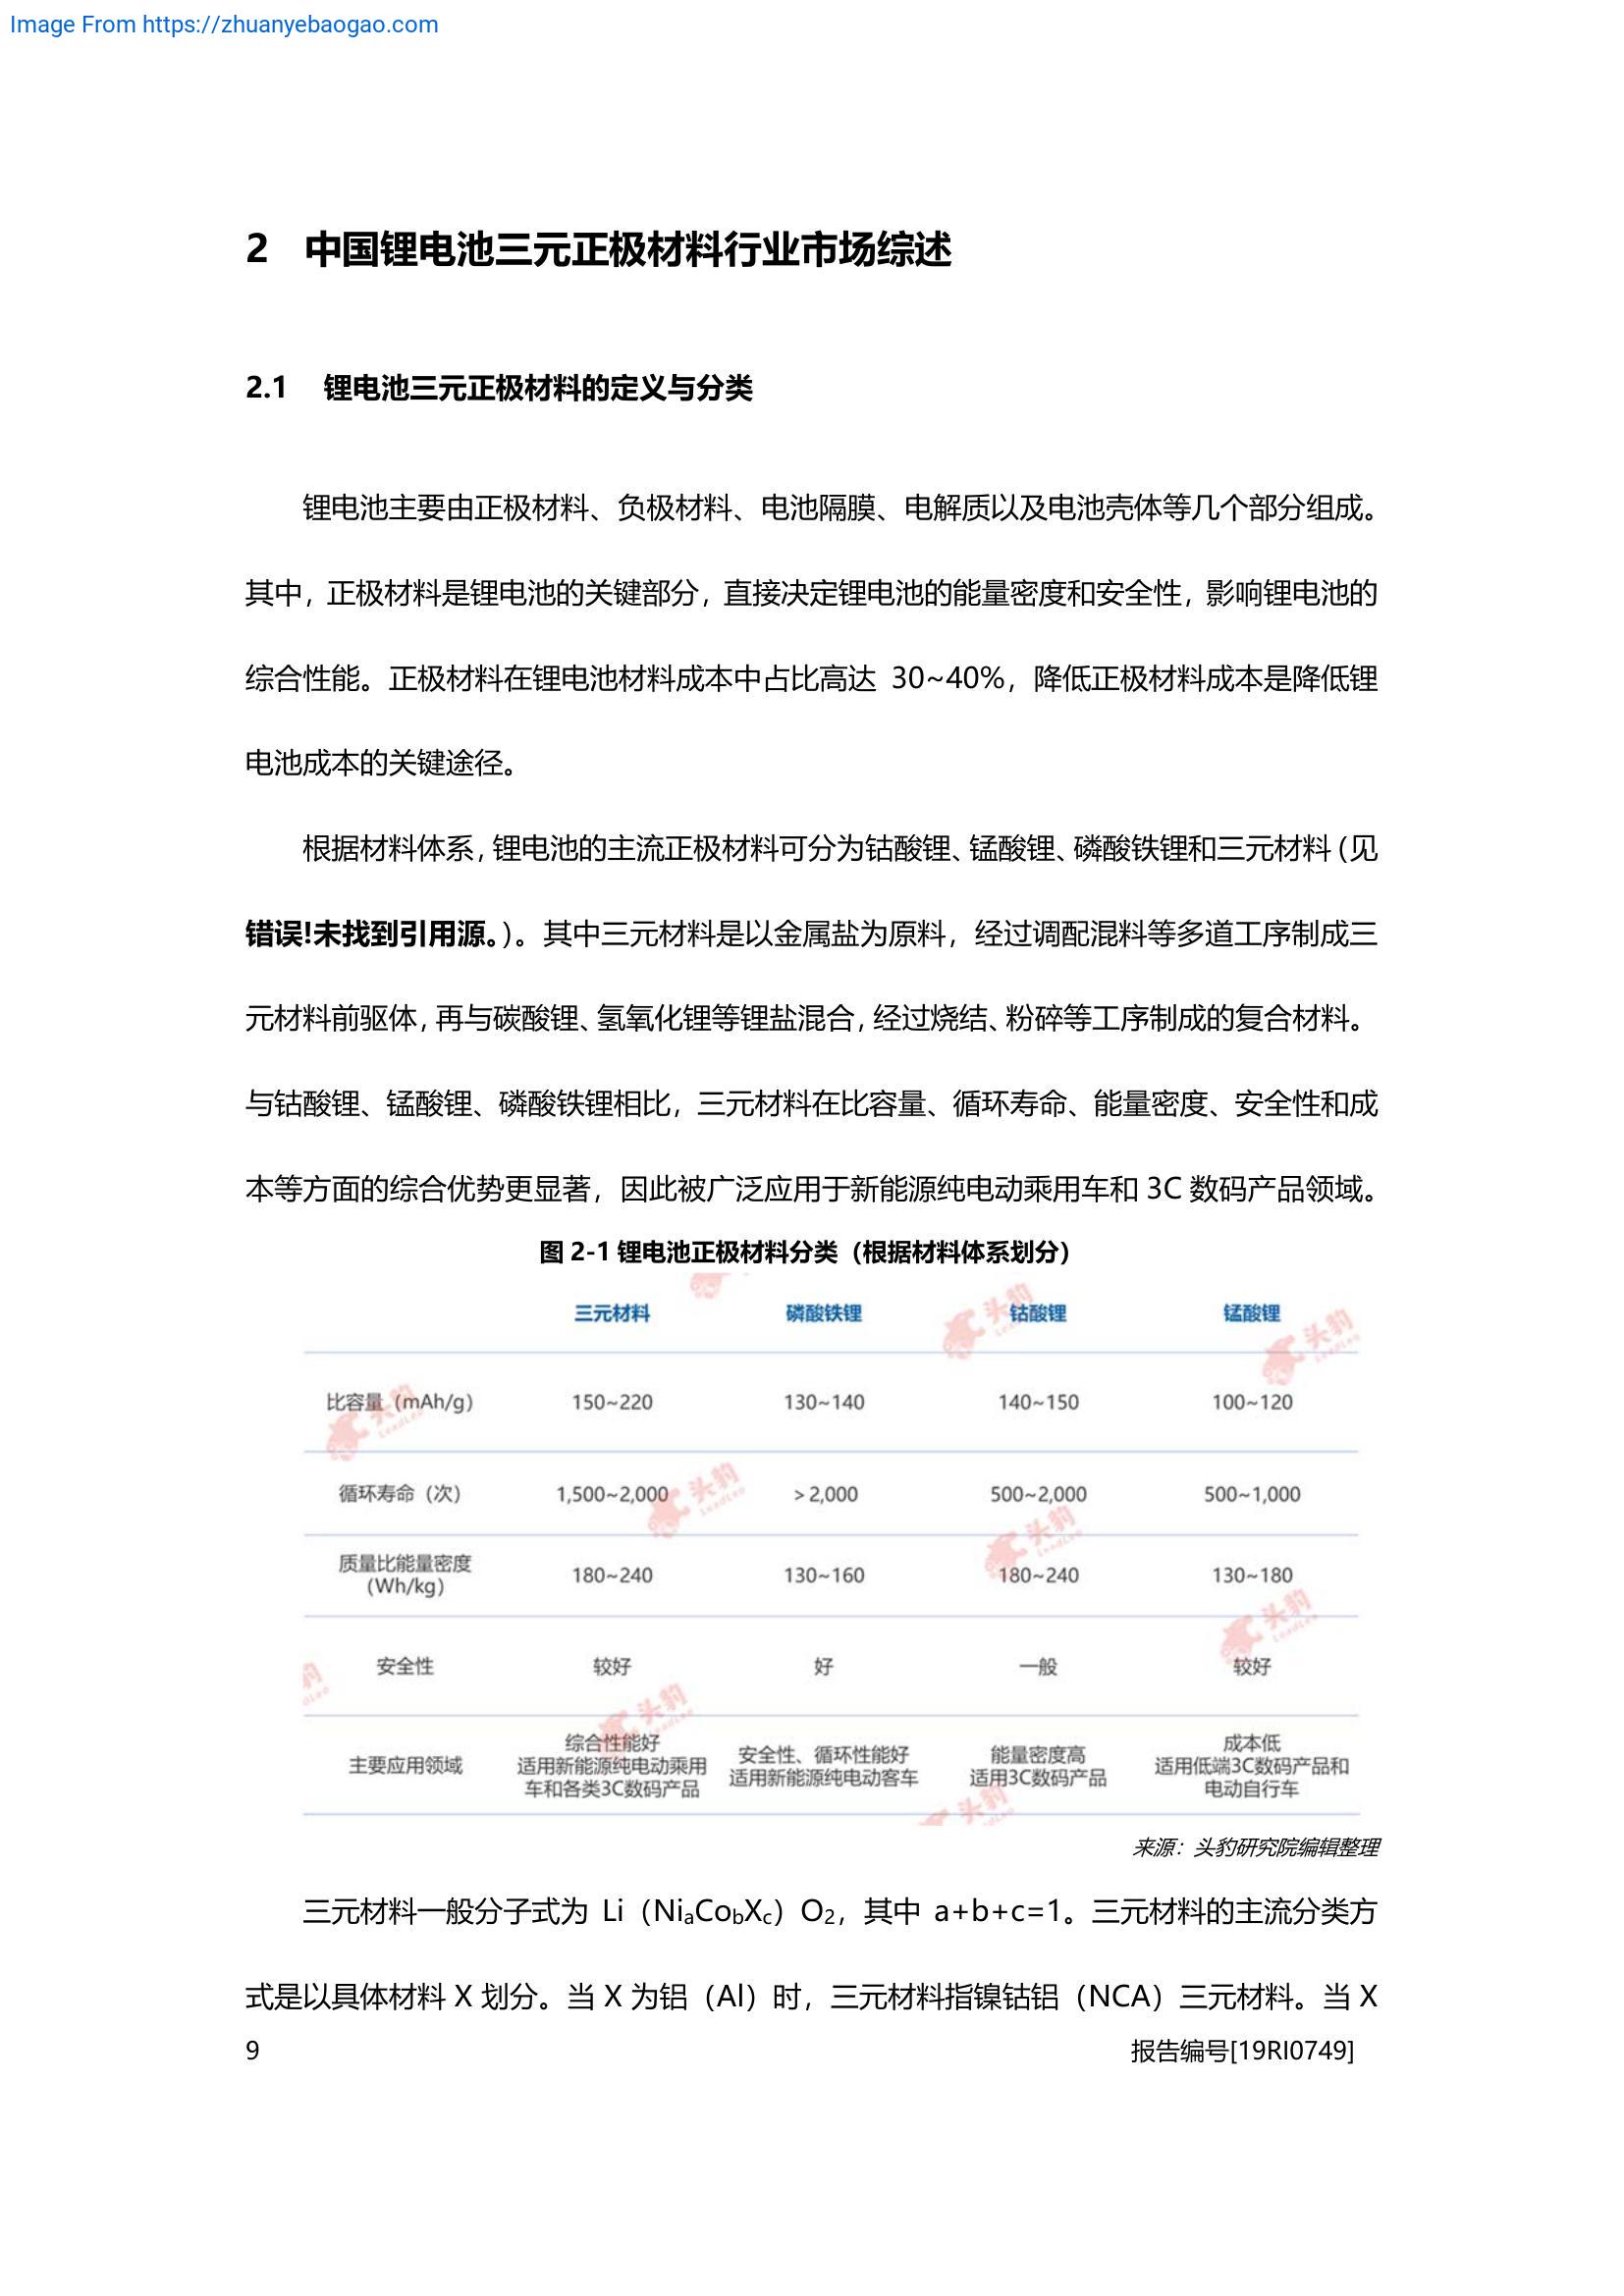 Image From https://zhuanyebaogao.com
2 中国锂电池三元正极材料行业市场综述
2.1 锂电池三元正极材料的定义与分类
锂电池主要由正极材料、负极材料、电池隔膜、电解质以及电池壳体等几个部分组成。
其中，正极材料是锂电池的关键部分，直接决定锂电池的能量密度和安全性，影响锂电池的
综合性能。正极材料在锂电池材料成本中占比高达 30~40%，降低正极材料成本是降低锂
电池成本的关键途径。
根据材料体系，锂电池的主流正极材料可分为钴酸锂、锰酸锂、磷酸铁锂和三元材料（见
错误!未找到引用源。）。其中三元材料是以金属盐为原料，经过调配混料等多道工序制成三
元材料前驱体，再与碳酸锂、氢氧化锂等锂盐混合，经过烧结、粉碎等工序制成的复合材料。
与钴酸锂、锰酸锂、磷酸铁锂相比，三元材料在比容量、循环寿命、能量密度、安全性和成
本等方面的综合优势更显著，因此被广泛应用于新能源纯电动乘用车和 3C 数码产品领域。
图 2-1 锂电池正极材料分类（根据材料体系划分）
三元材料 磷酸铁锂 钴酸锂 锰酸锂
比容量（mAh/g） 150~220 130~140 140~150 100~120
循环寿命（次） 1,500~2,000 ＞2,000 500~2,000 500~1,000
质量比能量密度
（Wh/kg） 180~240 130~160 180~240 130~180
安全性 较好 好 一般 较好
主要应用领域
综合性能好
适用新能源纯电动乘用
车和各类3C数码产品
安全性、循环性能好
适用新能源纯电动客车
能量密度高
适用3C数码产品
成本低
适用低端3C数码产品和
电动自行车
头豹
LeadLeo
来源：头豹研究院编辑整理
三元材料一般分子式为 Li（NiaCobXc）O2，其中 a+b+c=1。三元材料的主流分类方
式是以具体材料 X 划分。当 X 为铝（Al）时，三元材料指镍钴铝（NCA）三元材料。当 X
9 报告编号[19RI0749]